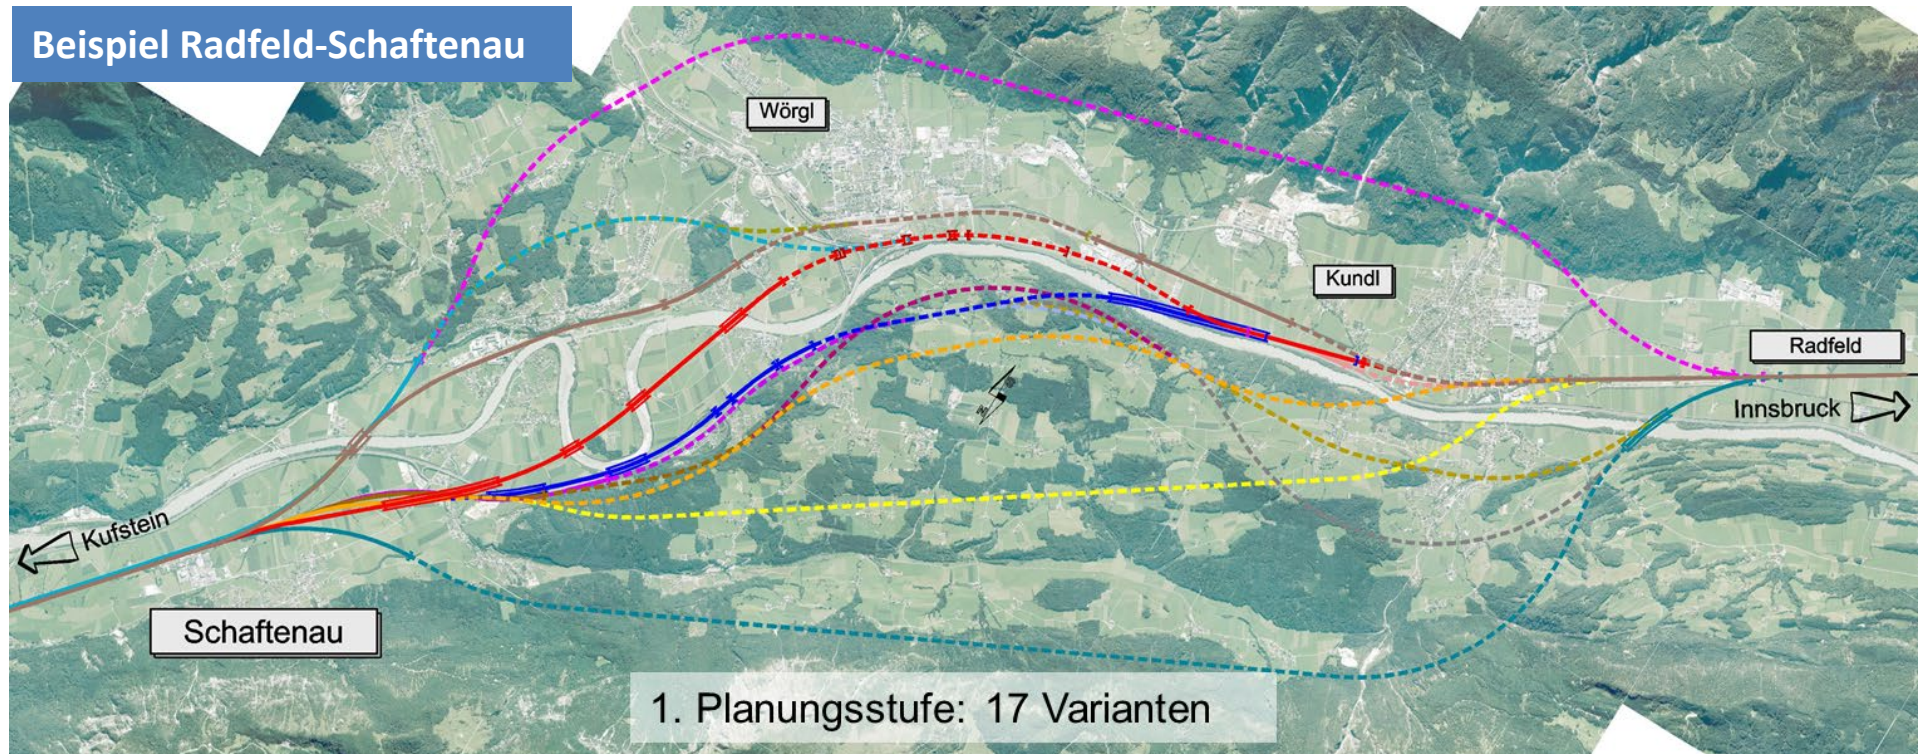 Beispiel Radfeld-Schaftenau
Wörgl
Kundl
Radfeld
Innsbruck
Kufstein
Schaftenau
1. Planungsstufe: 17 Varianten